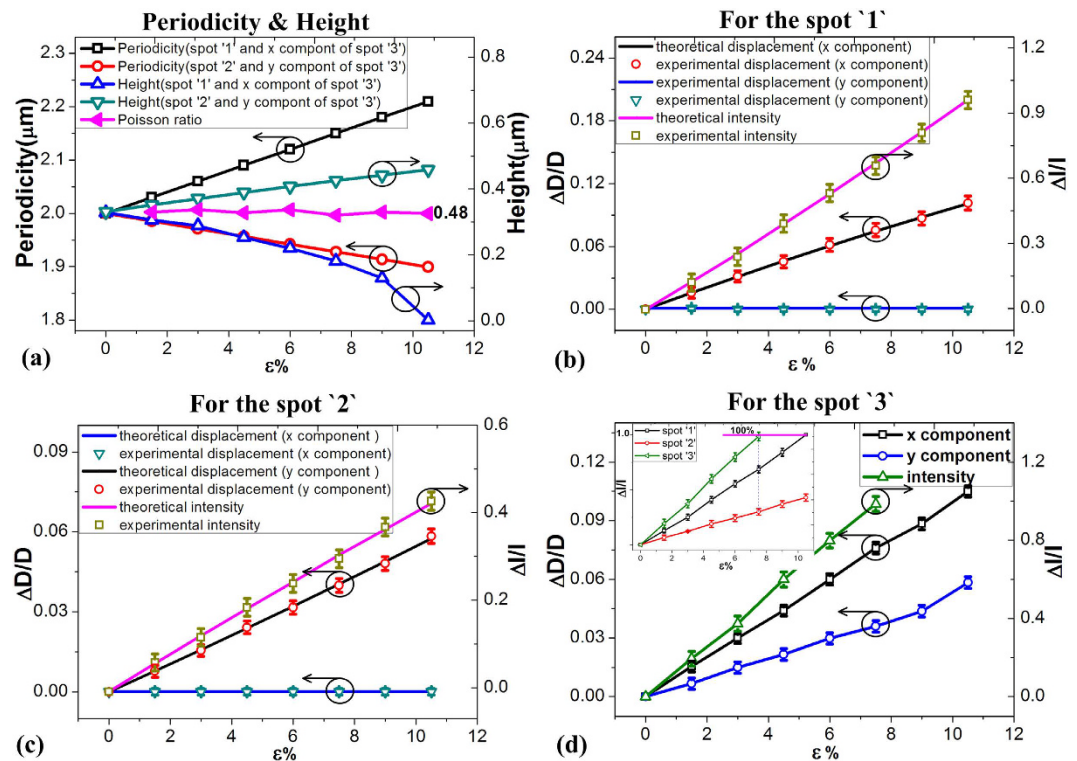 Periodicity & Height
2.3
2.2
2.1
2.0
1.9
1.8
Periodicity(μm)
Periodicity(spot '1' and x compont of spot '3')
Periodicity(spot '2' and y compont of spot '3')
Height(spot '1' and x compont of spot '3')
Height(spot '2' and y compont of spot '3')
Poisson ratio
0.48
0.8
0.6
0.4
0.2
0.0
Height(μm)
0 2 4 6 8 10 12
ε%
(a)
For the spot `1`
0.24
0.18
0.12
0.06
0.00
ΔD/D
theoretical displacement (x component)
experimental displacement (x component)
experimental displacement (y component)
experimental displacement (y component)
theoretical intensity
experimental intensity
1.2
0.9
0.6
0.3
0.0
ΔI/I
0 2 4 6 8 10 12
ε%
(b)
For the spot `2`
0.09
0.06
0.03
0.00
ΔD/D
theoretical displacement (x component )
experimental displacement (x component)
theoretical displacement (y component )
experimental displacement (y component)
theoretical intensity
experimental intensity
0.6
0.4
0.2
0.0
ΔI/I
0 2 4 6 8 10 12
ε%
(c)
For the spot `3`
0.12
0.09
0.06
0.03
0.00
ΔD/D
1.0
spot '1'
spot '2'
spot '3'
100%
ΔI/I
0 2 4 6 8 10
ε%
x component
y component
intensity
1.2
0.8
0.4
0.0
ΔI/I
0 2 4 6 8 10 12
ε%
(d)